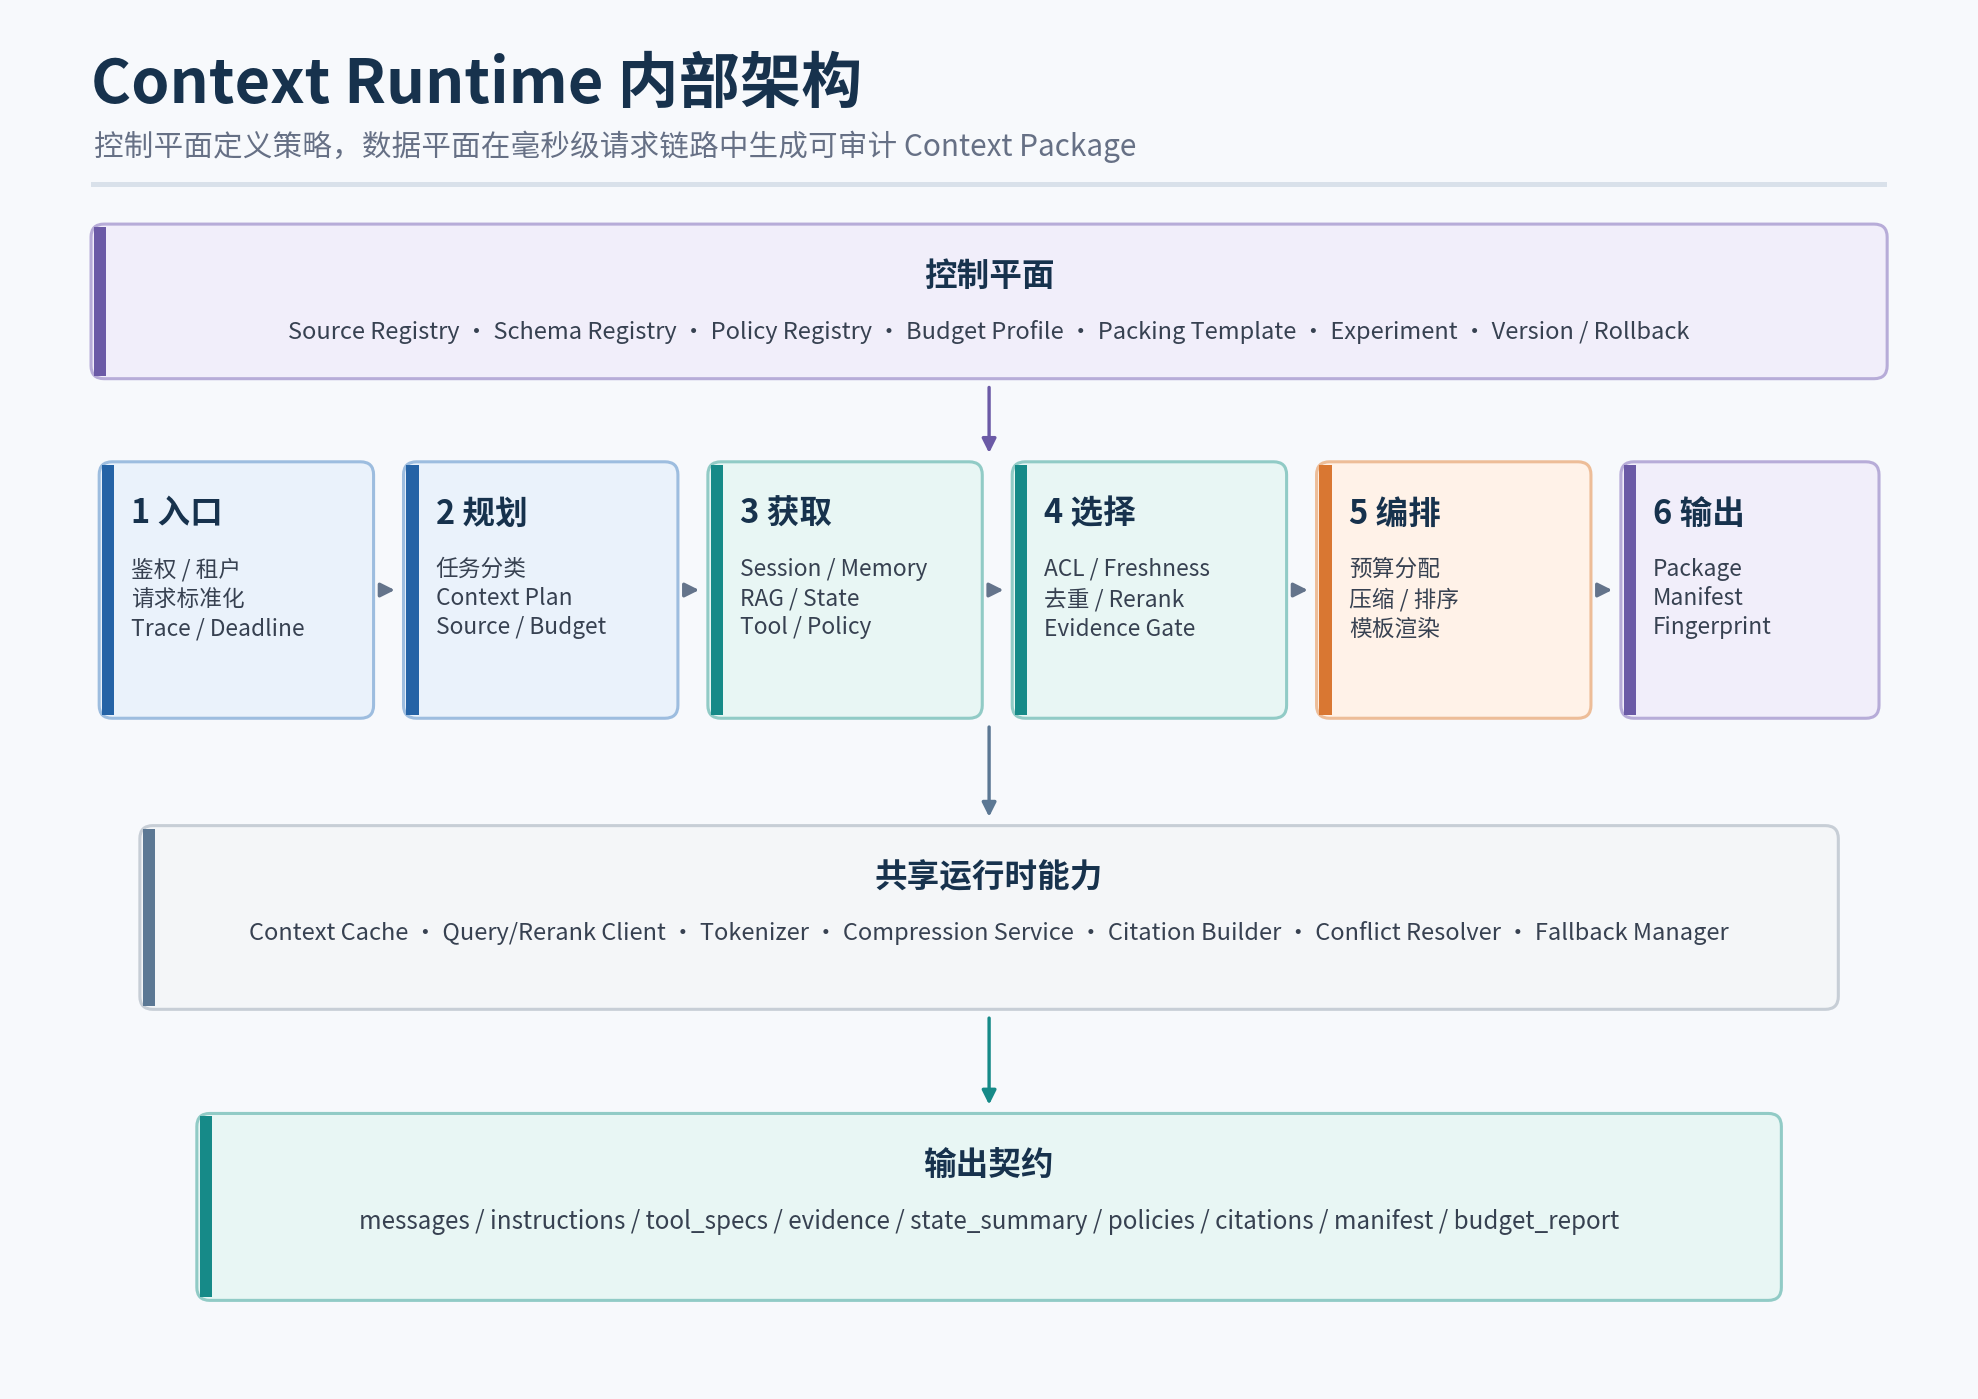 Context Runtime 内部架构
控制平面定义策略，数据平面在毫秒级请求链路中生成可审计 Context Package
控制平面
Source Registry • Schema Registry • Policy Registry • Budget Profile • Packing Template • Experiment • Version / Rollback
1 入口
鉴权 / 租户
请求标准化
Trace / Deadline
2 规划
任务分类
Context Plan
Source / Budget
3 获取
Session / Memory
RAG / State
Tool / Policy
4 选择
ACL / Freshness
去重 / Rerank
Evidence Gate
5 编排
预算分配
压缩 / 排序
模板渲染
6 输出
Package
Manifest
Fingerprint
共享运行时能力
Context Cache • Query/Rerank Client • Tokenizer • Compression Service • Citation Builder • Conflict Resolver • Fallback Manager
输出契约
messages / instructions / tool_specs / evidence / state_summary / policies / citations / manifest / budget_report